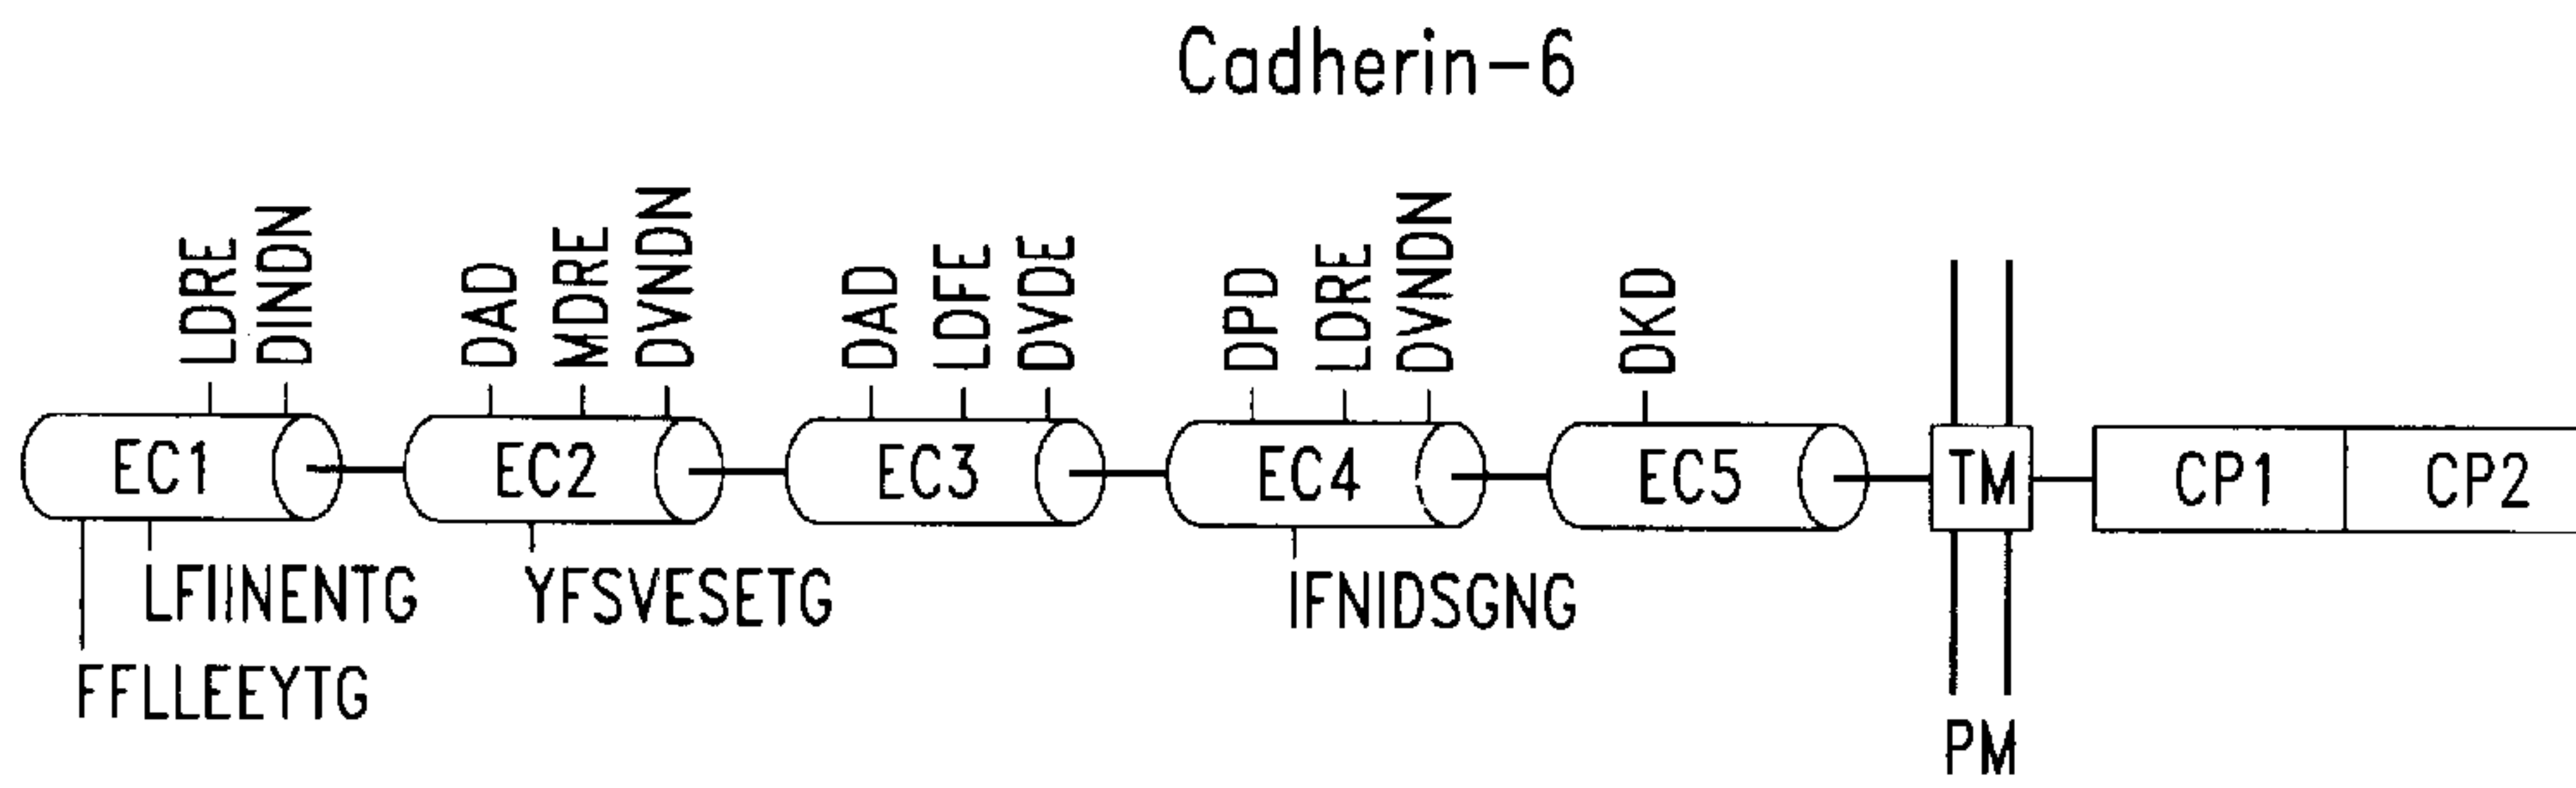 Cadherin-6
LDRE
DINDN
DAD
MDRE
DVNDN
DAD
LDFE
DVDE
DPD
LDRE
DVNDN
DKD
EC1
EC2
EC3
EC4
EC5
TM
CP1
CP2
LFIINENTG
YFSVESETG
IFNIDSGNG
FFLLEEYTG
PM